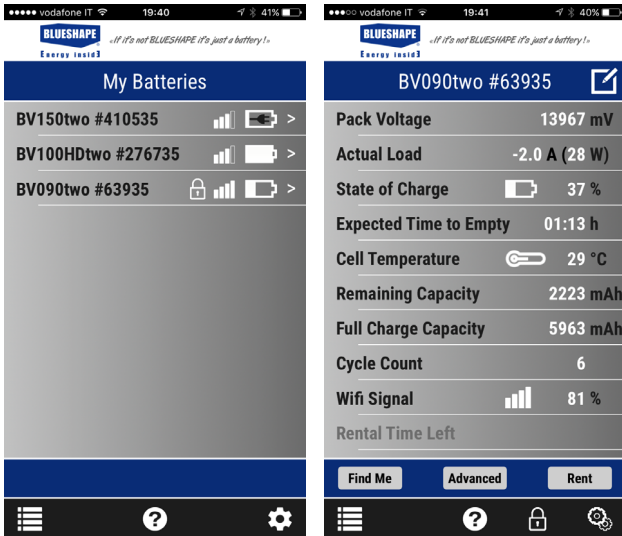 vodafone IT 19:40 41%
BLUESHAPE
Energy insid3
«If it's not BLUESHAPE it's just a battery!»
My Batteries
BV150two #410535 >
BV100HDtwo #276735 >
BV090two #63935 >
?
vodafone IT 19:41 40%
BLUESHAPE
Energy insid3
«If it's not BLUESHAPE it's just a battery!»
BV090two #63935
Pack Voltage 13967 mV
Actual Load -2.0 A (28 W)
State of Charge 37 %
Expected Time to Empty 01:13 h
Cell Temperature 29 °C
Remaining Capacity 2223 mAh
Full Charge Capacity 5963 mAh
Cycle Count 6
Wifi Signal 81 %
Rental Time Left
Find Me Advanced Rent
?